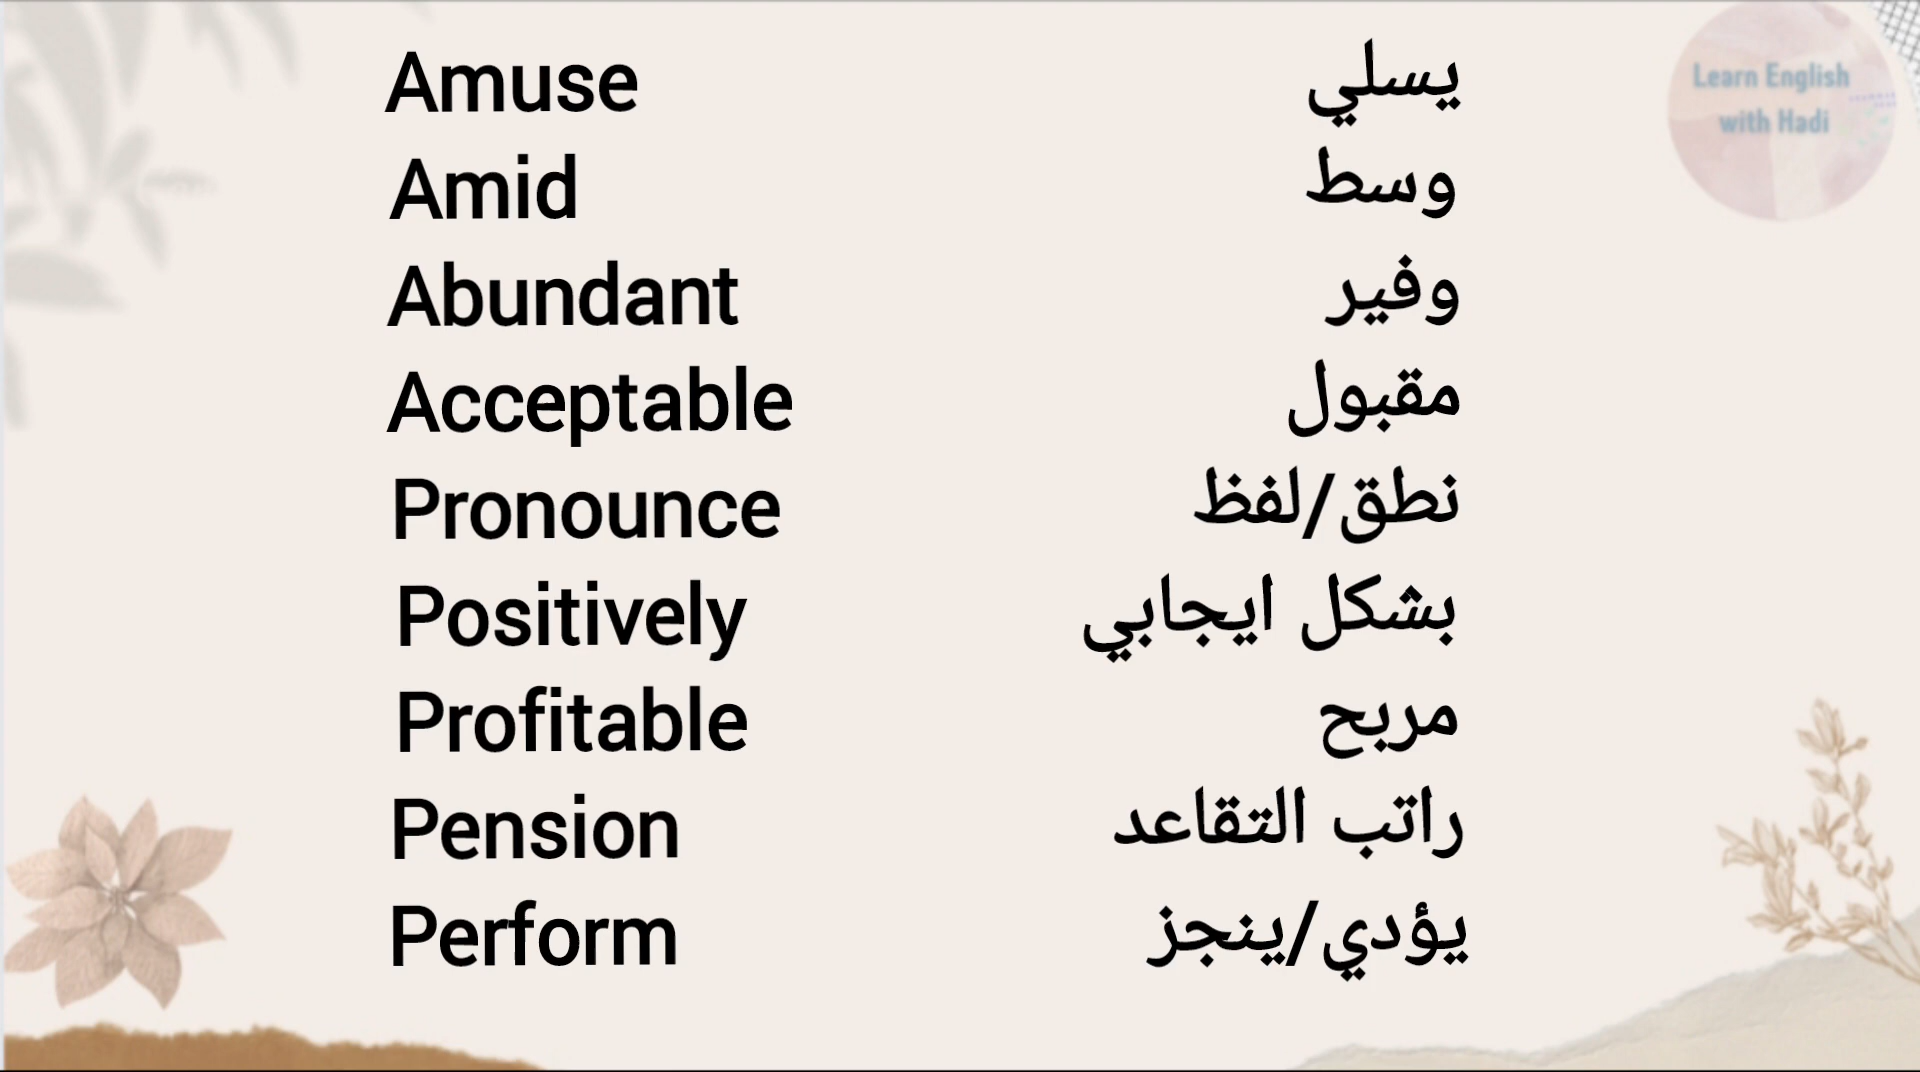 Amuse يسلي
Amid وسط
Abundant وفير
Acceptable مقبول
Pronounce نطق/لفظ
Positively بشكل ايجابي
Profitable مربح
Pension راتب التقاعد
Perform يؤدي/ينجز
Learn English
with Hadi